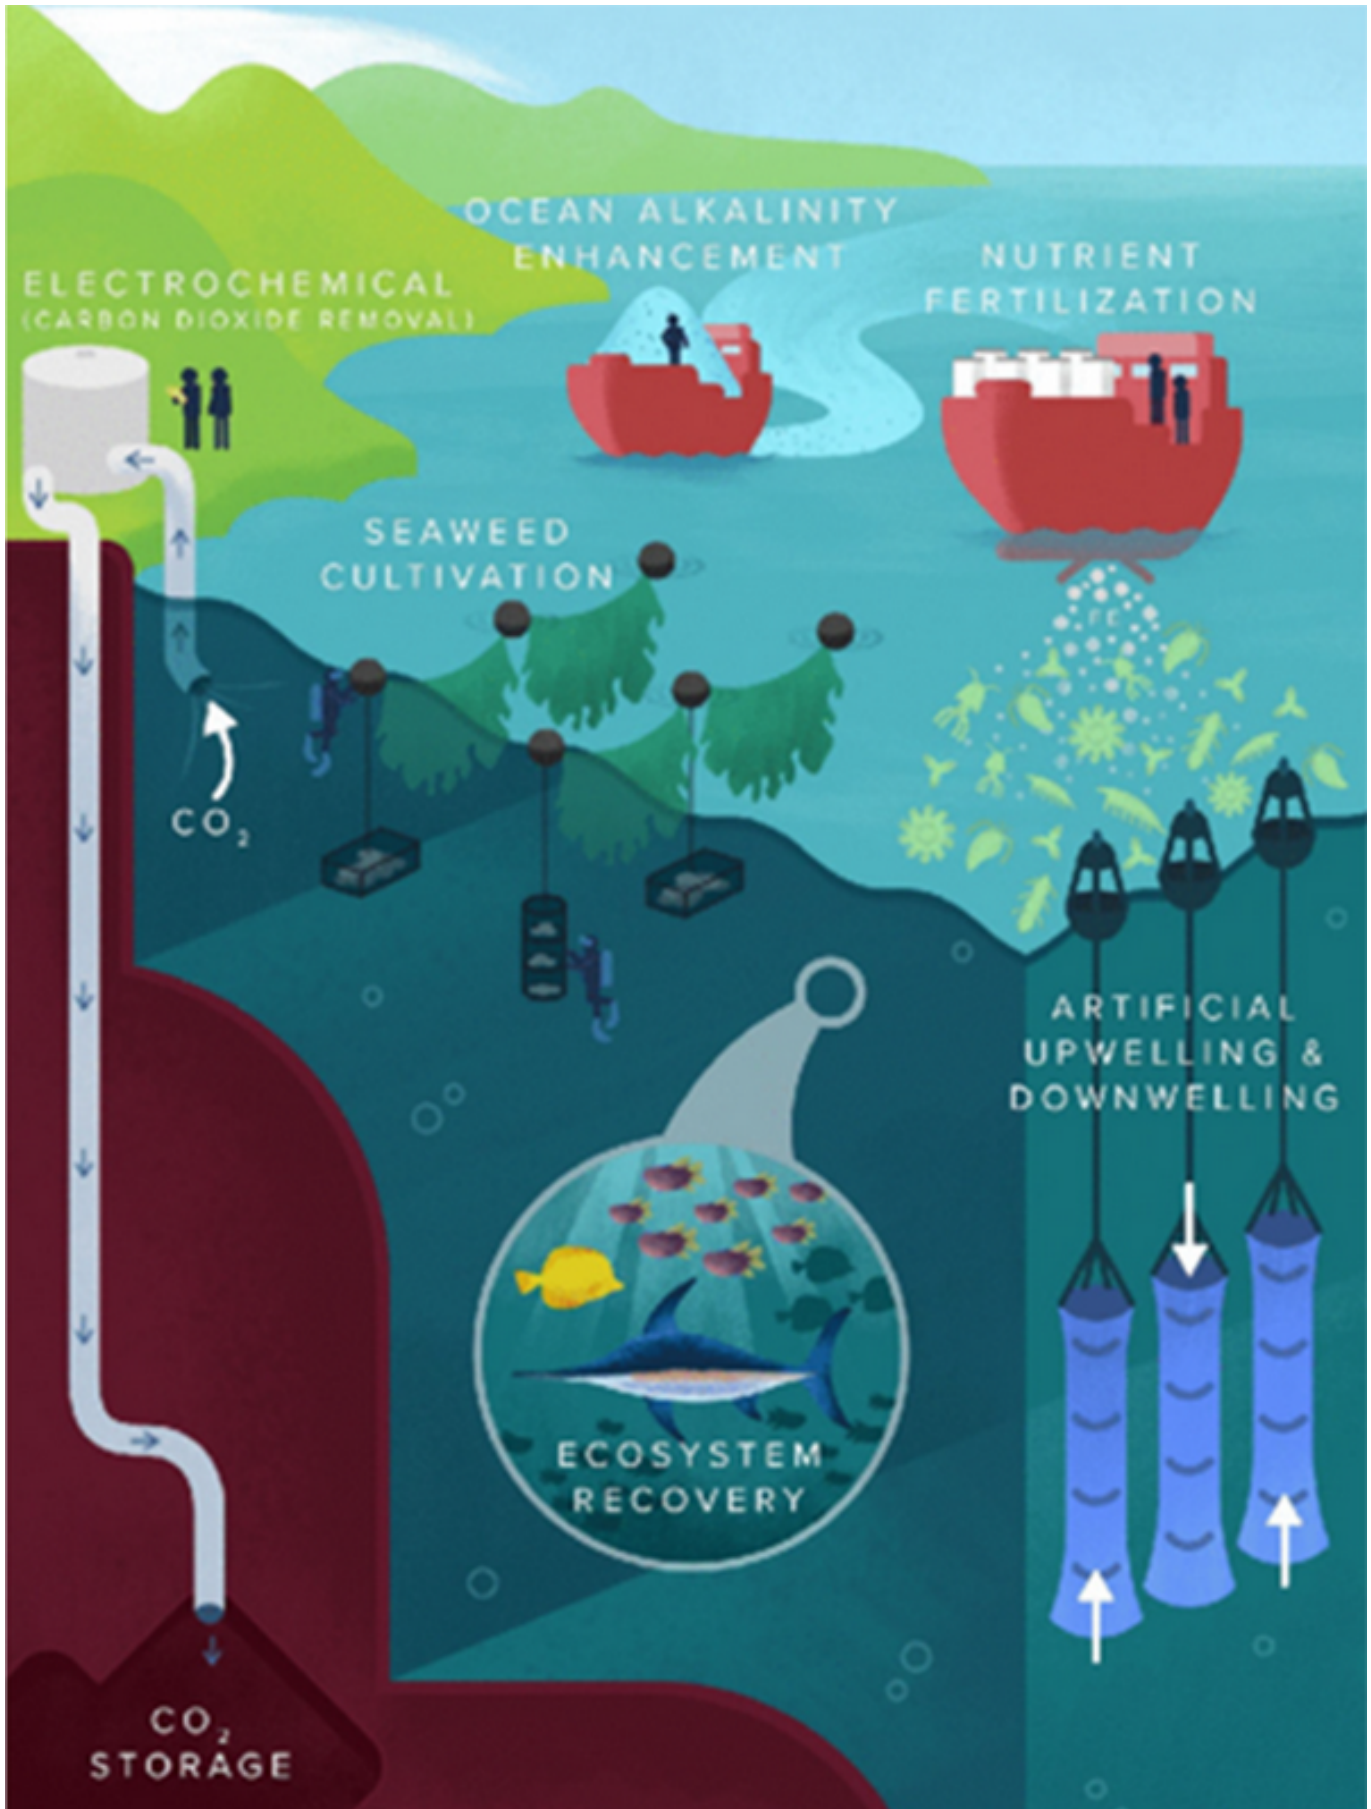 OCEAN ALKALINITY
ENHANCEMENT
NUTRIENT
FERTILIZATION
ELECTROCHEMICAL
(CARBON DIOXIDE REMOVAL)
SEAWEED
CULTIVATION
FE
CO₂
ARTIFICIAL
UPWELLING &
DOWNWELLING
ECOSYSTEM
RECOVERY
CO₂
STORAGE